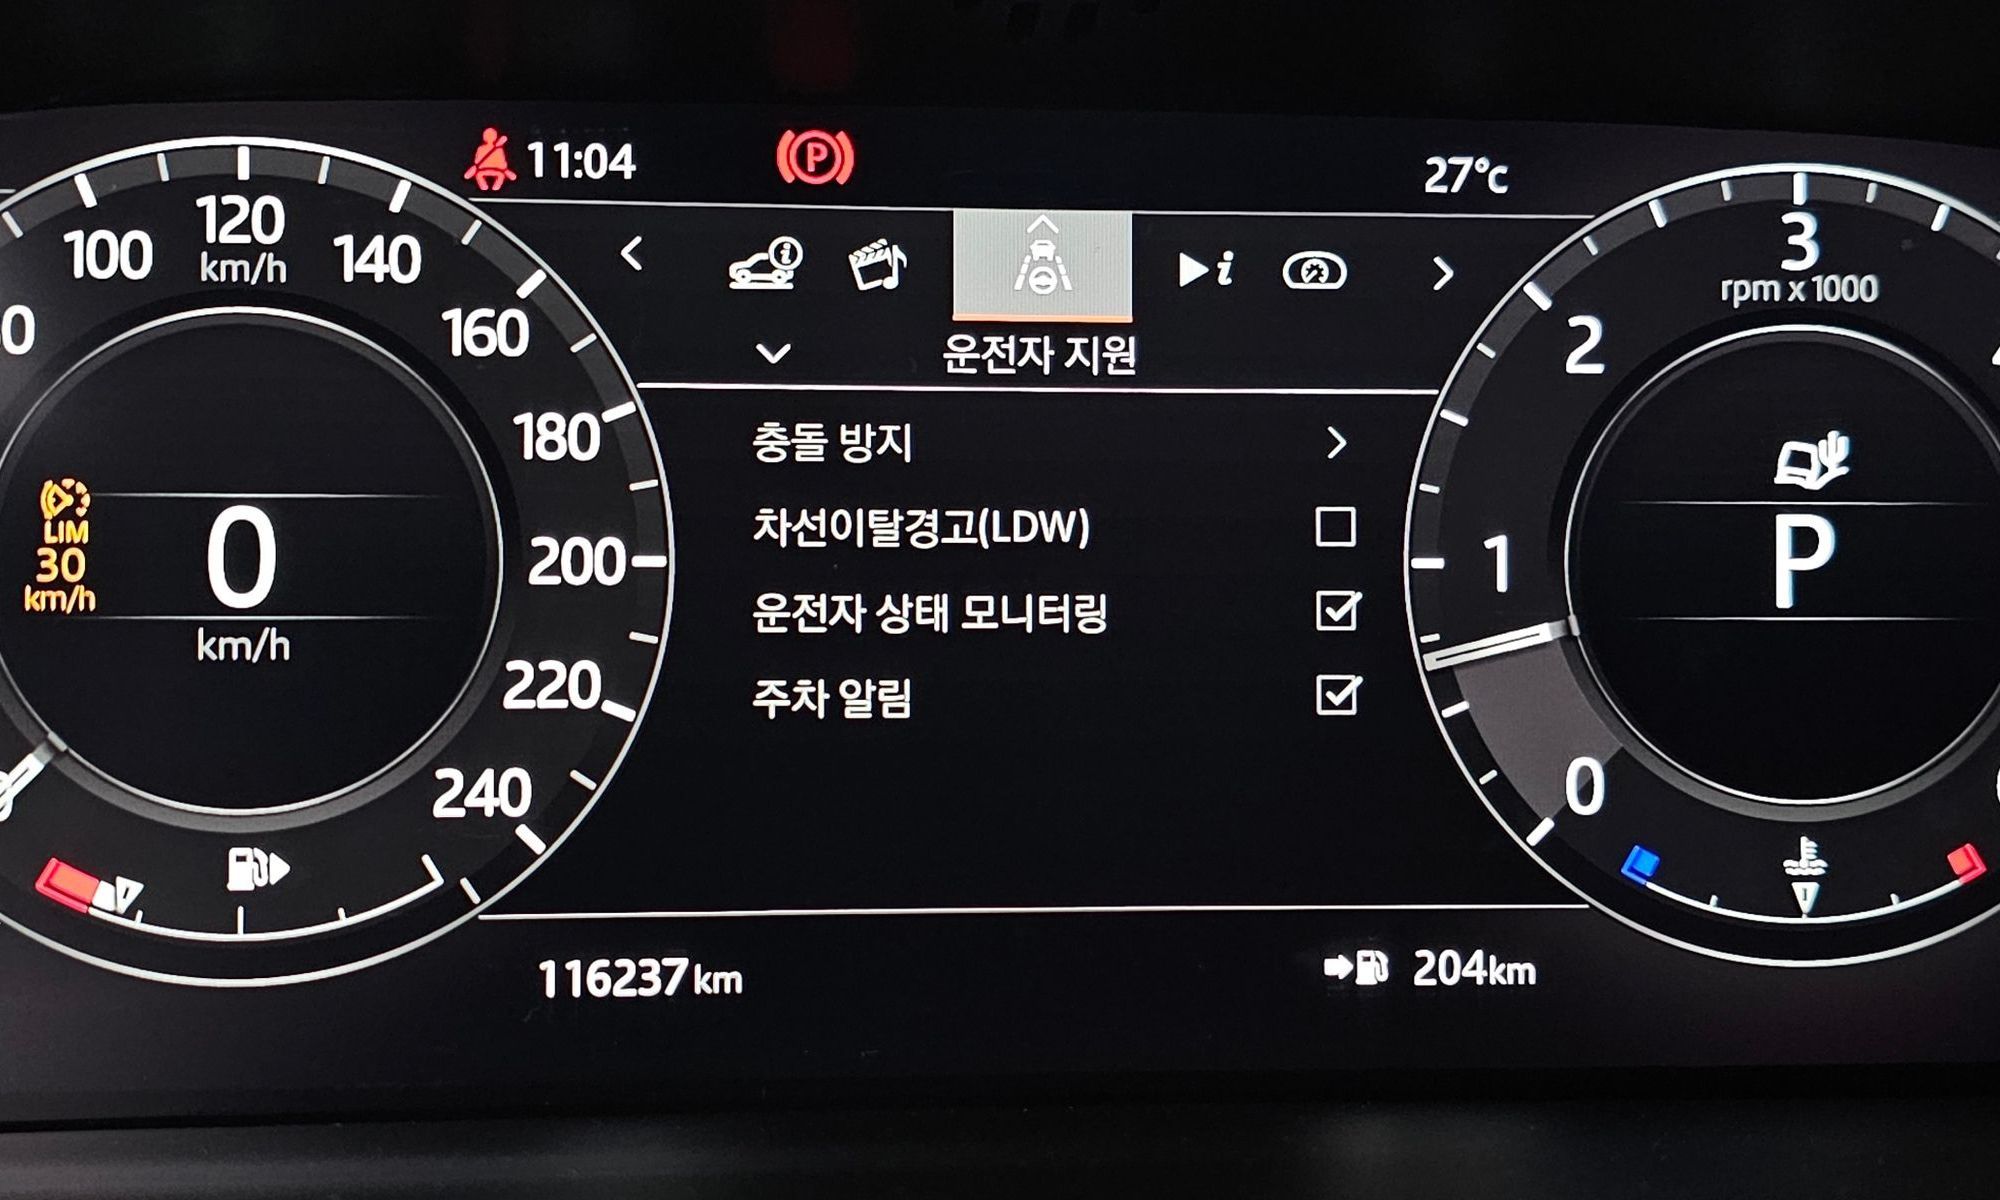 11:04
P
27°C
100
120
km/h
140
160
180
200
220
240
LIM
30
km/h
0
km/h
i
i
운전자 지원
충돌 방지
차선이탈경고(LDW)
운전자 상태 모니터링
주차 알림
3
rpm x 1000
2
1
0
P
116237 km
204km